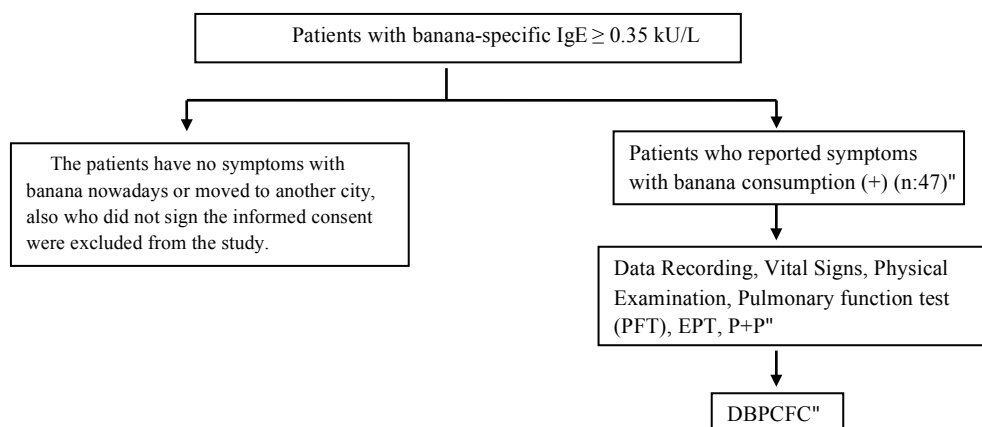 Patients with banana-specific IgE ≥ 0.35 kU/L
The patients have no symptoms with
banana nowadays or moved to another city,
also who did not sign the informed consent
were excluded from the study.
Patients who reported symptoms
with banana consumption (+) (n:47)"
Data Recording, Vital Signs, Physical
Examination, Pulmonary function test
(PFT), EPT, P+P"
DBPCFC"